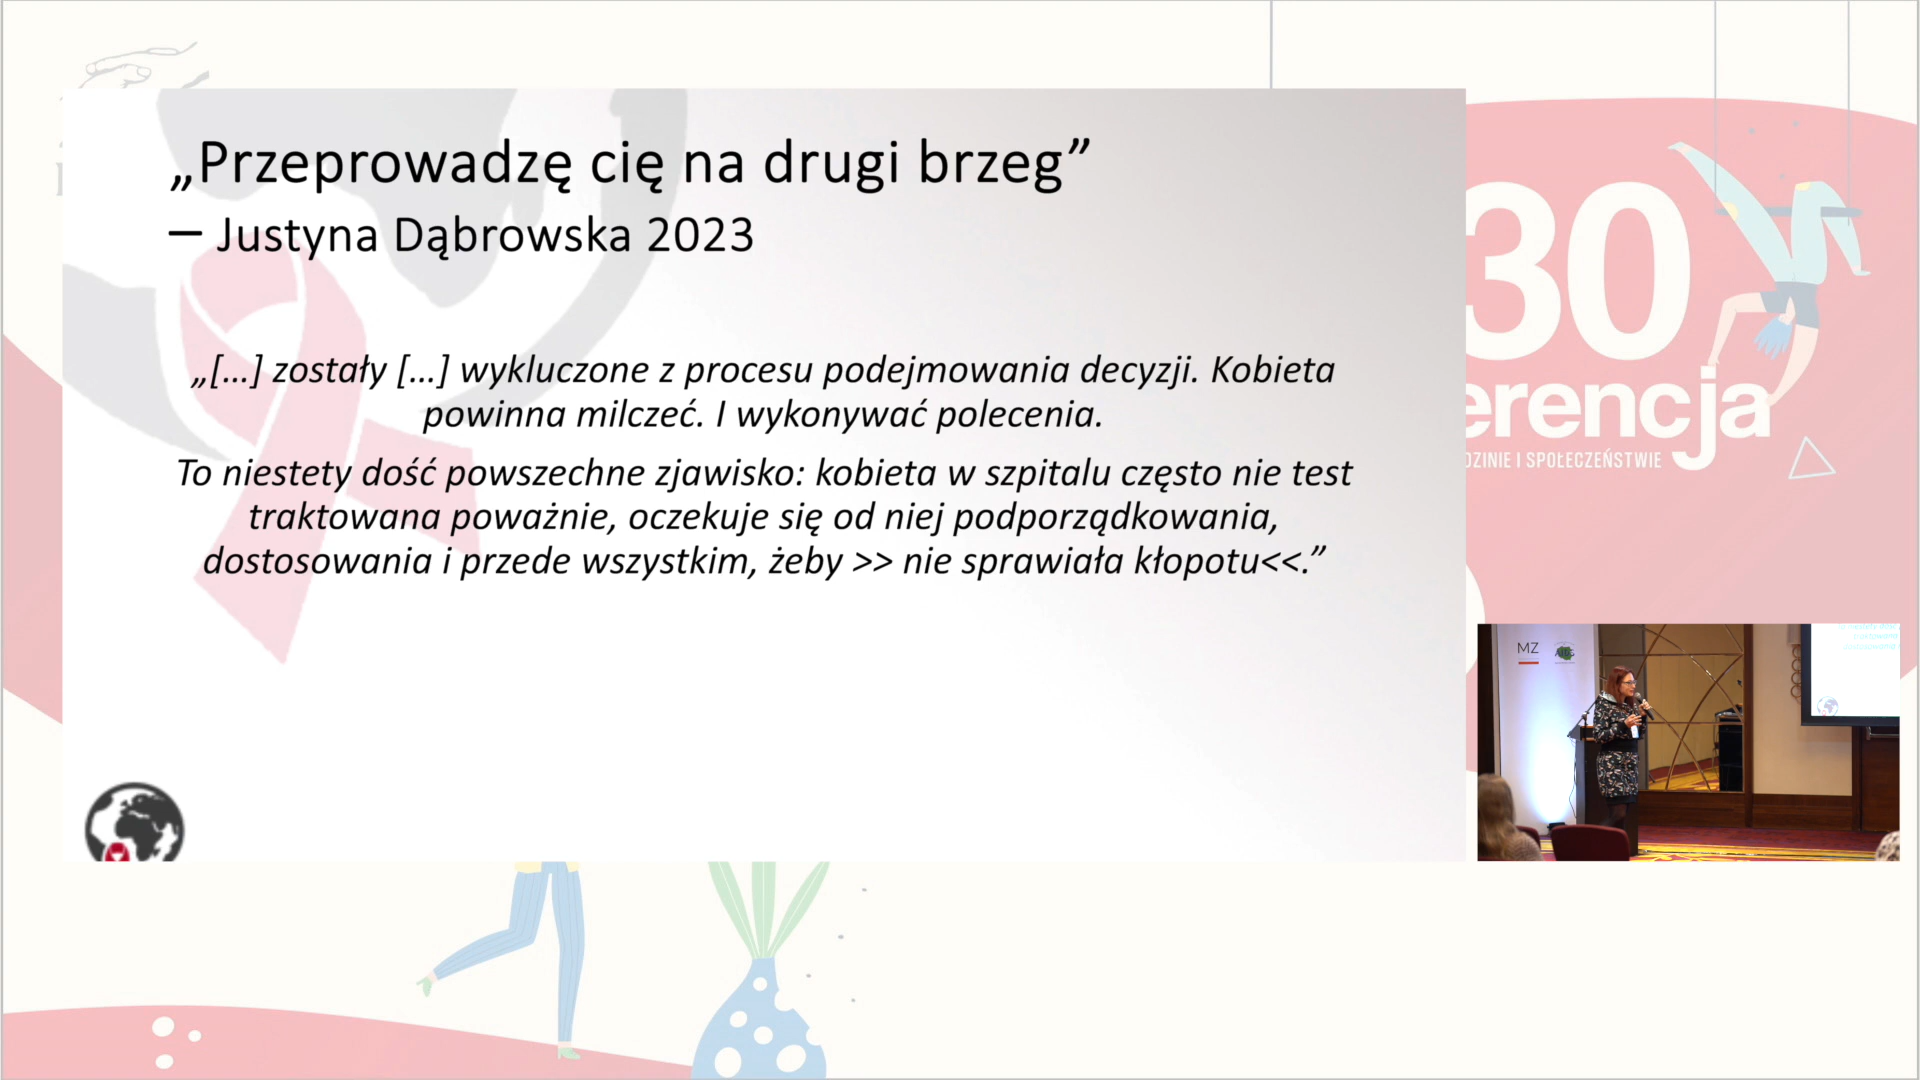 „Przeprowadzę cię na drugi brzeg”
– Justyna Dąbrowska 2023
„[…] zostały […] wykluczone z procesu podejmowania decyzji. Kobieta
powinna milczeć. I wykonywać polecenia.
To niestety dość powszechne zjawisko: kobieta w szpitalu często nie test
traktowana poważnie, oczekuje się od niej podporządkowania,
dostosowania i przede wszystkim, żeby >> nie sprawiała kłopotu<<.”
30
erencja
DZINIE I SPOŁECZEŃSTWIE
MZ